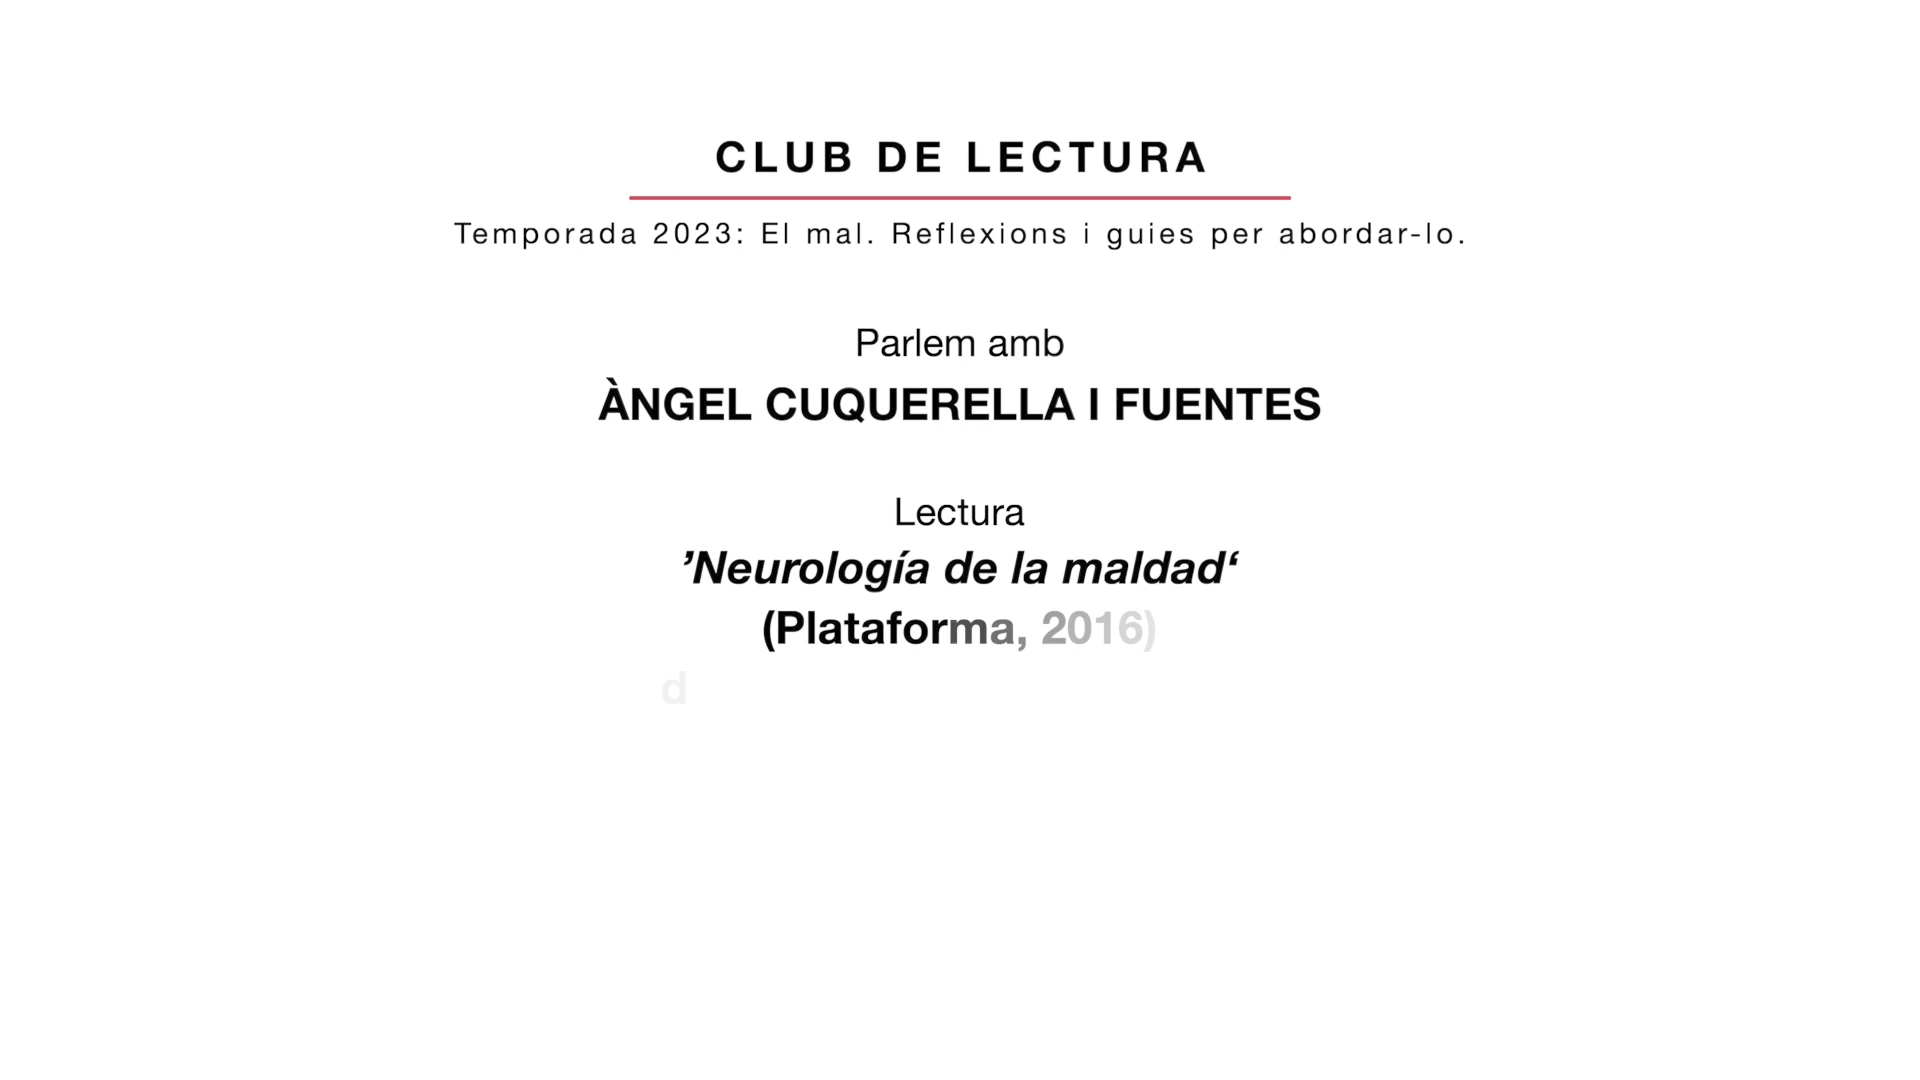 CLUB DE LECTURA
Temporada 2023: El mal. Reflexions i guies per abordar-lo.
Parlem amb
ÀNGEL CUQUERELLA I FUENTES
Lectura
’Neurología de la maldad‘
(Plataforma, 2016)
d